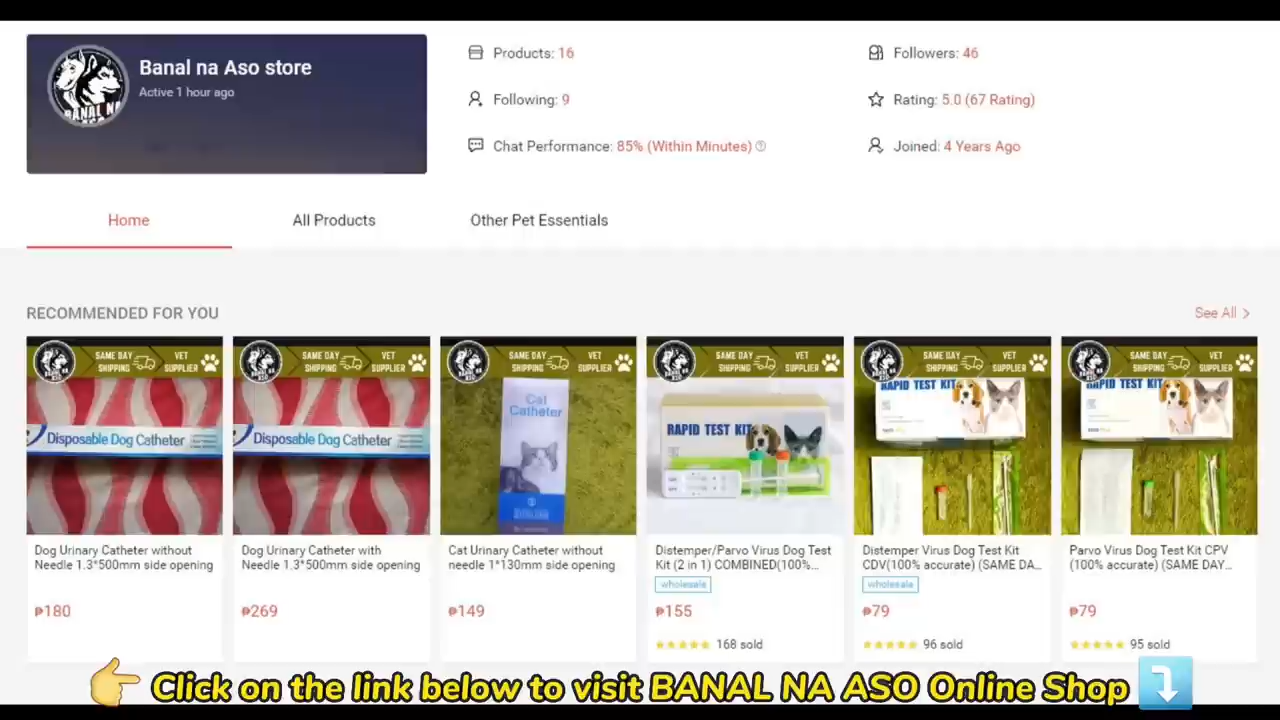 Banal na Aso store
Active 1 hour ago
Products: 16
Following: 9
Chat Performance: 85% (Within Minutes)
Followers: 46
Rating: 5.0 (67 Rating)
Joined: 4 Years Ago
Home
All Products
Other Pet Essentials
RECOMMENDED FOR YOU
See All >
SAME DAY
SHIPPING
VET
SUPPLIER
Disposable Dog Catheter
Dog Urinary Catheter without
Needle 1.3*500mm side opening
₱180
SAME DAY
SHIPPING
VET
SUPPLIER
Disposable Dog Catheter
Dog Urinary Catheter with
Needle 1.3*500mm side opening
₱269
SAME DAY
SHIPPING
VET
SUPPLIER
Cat
Catheter
Cat Urinary Catheter without
needle 1*130mm side opening
₱149
SAME DAY
SHIPPING
VET
SUPPLIER
RAPID TEST KIT
Distemper/Parvo Virus Dog Test
Kit (2 in 1) COMBINED(100%...
wholesale
₱155
168 sold
SAME DAY
SHIPPING
VET
SUPPLIER
RAPID TEST KIT
Distemper Virus Dog Test Kit
CDV(100% accurate) (SAME DA...
wholesale
₱79
96 sold
SAME DAY
SHIPPING
VET
SUPPLIER
RAPID TEST KIT
Parvo Virus Dog Test Kit CPV
(100% accurate) (SAME DAY...
₱79
95 sold
Click on the link below to visit BANAL NA ASO Online Shop